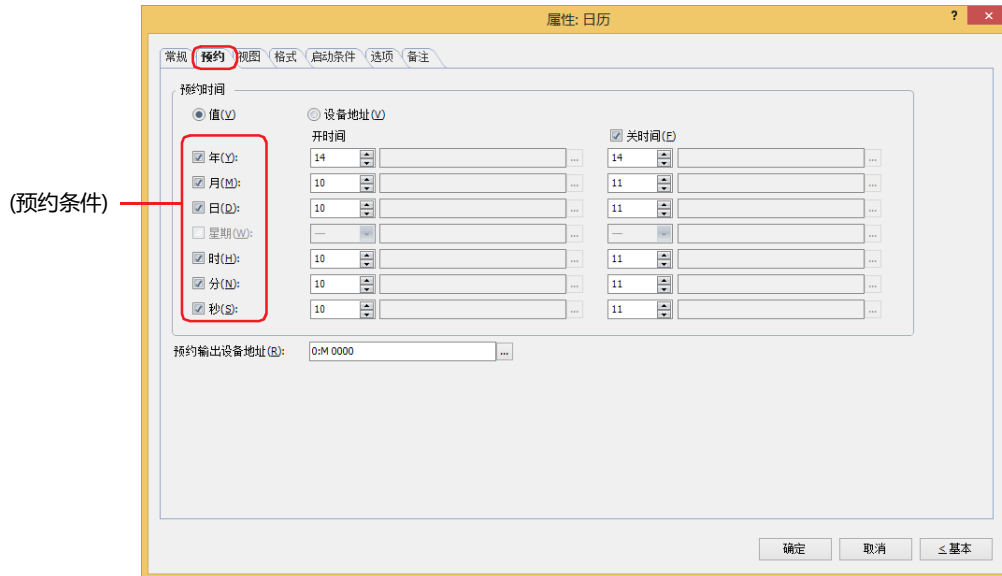 属性: 日历
?
×
常规 预约 视图 格式 启动条件 选项 备注
预约时间
值(V) 设备地址(V)
开时间 关时间(F)
年(Y): 14 ... 14 ...
月(M): 10 ... 11 ...
(预约条件)
日(D): 10 ... 11 ...
星期(W): — ... — ...
时(H): 10 ... 11 ...
分(N): 10 ... 11 ...
秒(S): 10 ... 11 ...
预约输出设备地址(R): 0:M 0000 ...
确定 取消 ≤ 基本